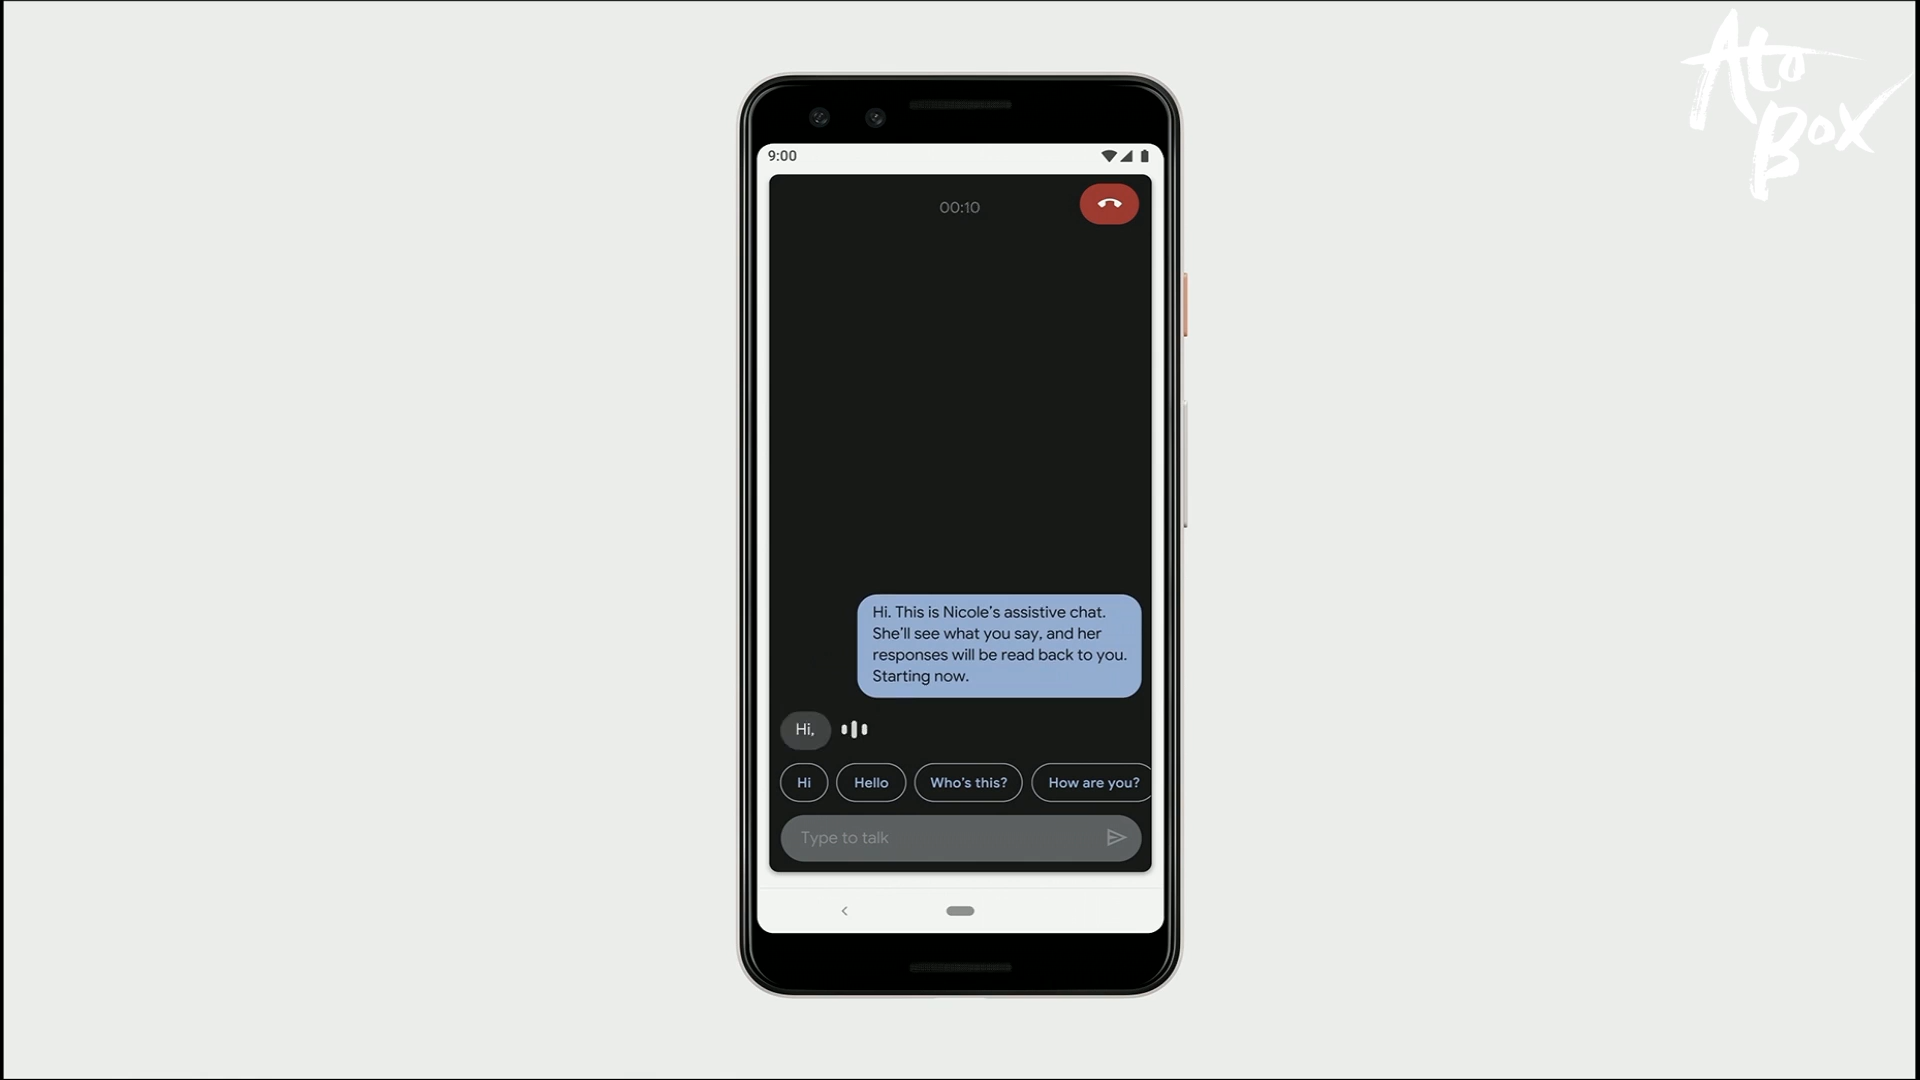 Ato
Box
9:00
00:10
Hi. This is Nicole's assistive chat.
She'll see what you say, and her
responses will be read back to you.
Starting now.
Hi,
Hi Hello Who's this? How are you?
Type to talk